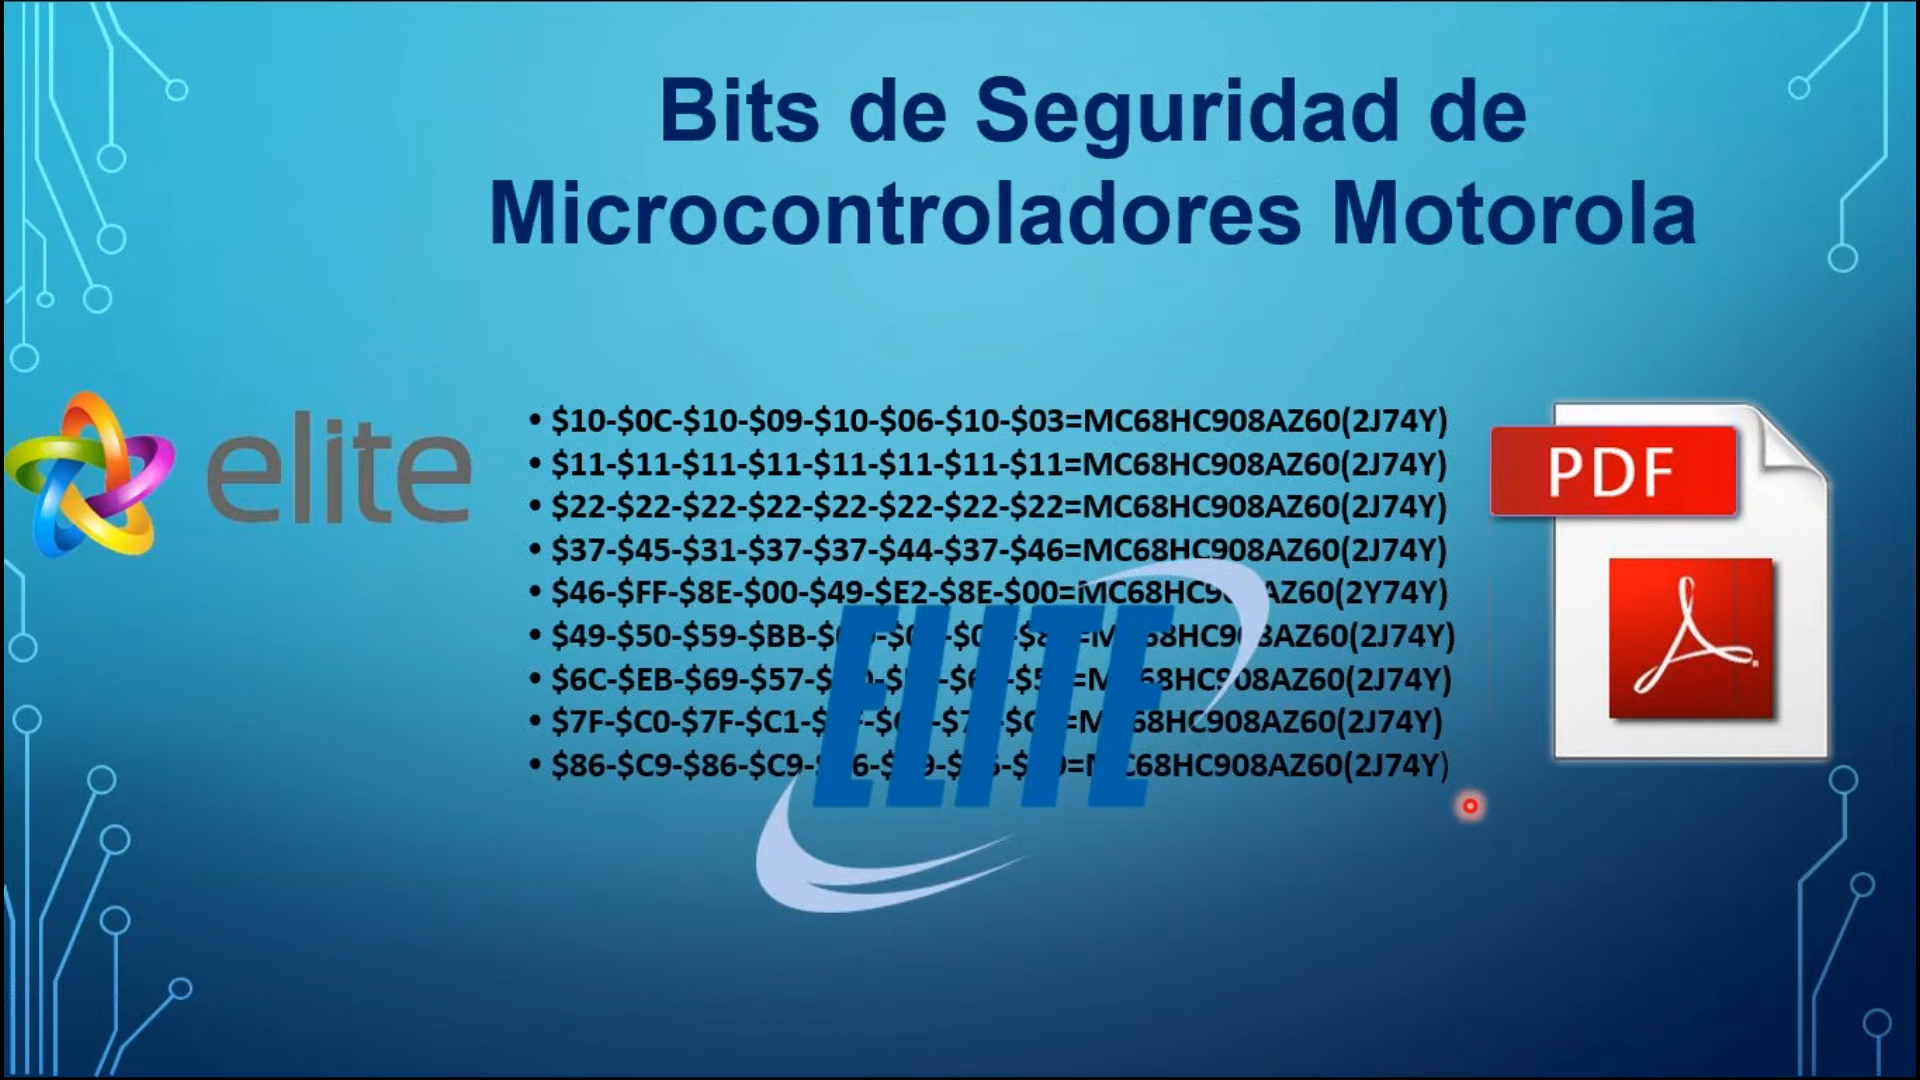 Bits de Seguridad de
Microcontroladores Motorola
elite
• $10-$0C-$10-$09-$10-$06-$10-$03=MC68HC908AZ60(2J74Y)
• $11-$11-$11-$11-$11-$11-$11-$11=MC68HC908AZ60(2J74Y)
• $22-$22-$22-$22-$22-$22-$22-$22=MC68HC908AZ60(2J74Y)
• $37-$45-$31-$37-$37-$44-$37-$46=MC68HC908AZ60(2J74Y)
• $46-$FF-$8E-$00-$49-$E2-$8E-$00=MC68HC908AZ60(2Y74Y)
• $49-$50-$59-$BB-
• $6C-$EB-$69-$57-
• $7F-$C0-$7F-$C1-
• $86-$C9-$86-$C9-
ELITE
PDF